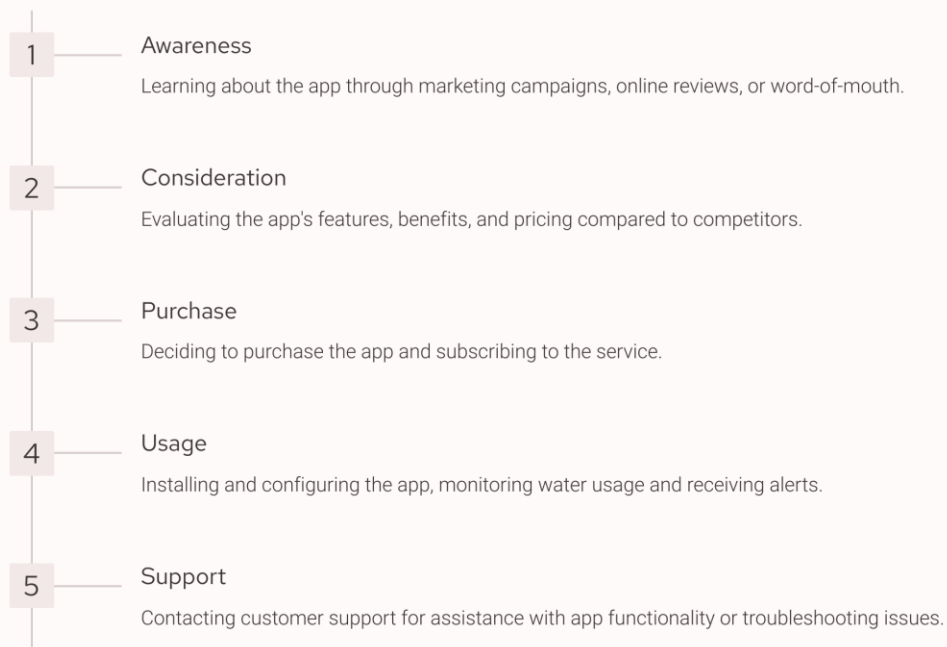 1
Awareness
Learning about the app through marketing campaigns, online reviews, or word-of-mouth.
2
Consideration
Evaluating the app's features, benefits, and pricing compared to competitors.
3
Purchase
Deciding to purchase the app and subscribing to the service.
4
Usage
Installing and configuring the app, monitoring water usage and receiving alerts.
5
Support
Contacting customer support for assistance with app functionality or troubleshooting issues.